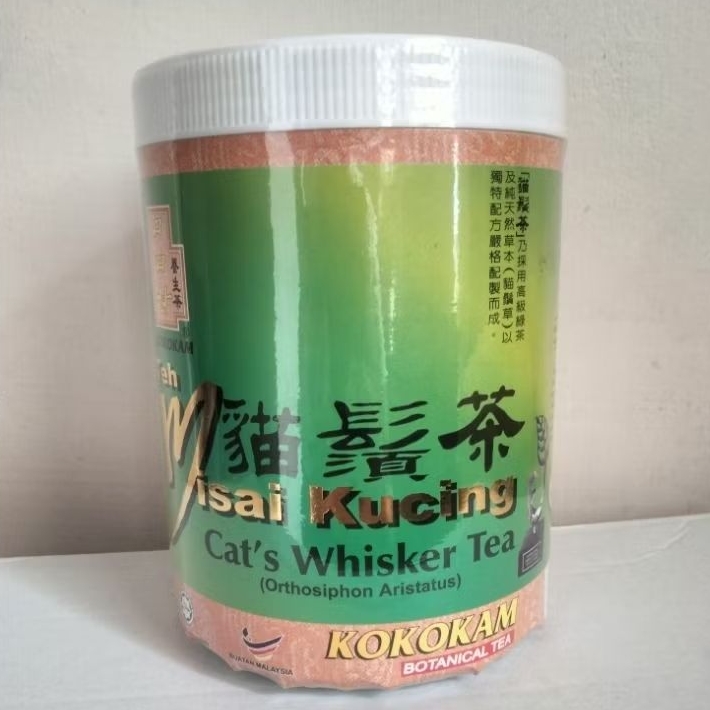 「貓鬚茶」乃採用高級綠茶
及純天然草本(貓鬚草)以
獨特配方嚴格配製而成。
養生茶
Teh
貓鬚茶
Misai Kucing
Cat's Whisker Tea
(Orthosiphon Aristatus)
BUATAN MALAYSIA
KOKOKAM
BOTANICAL TEA